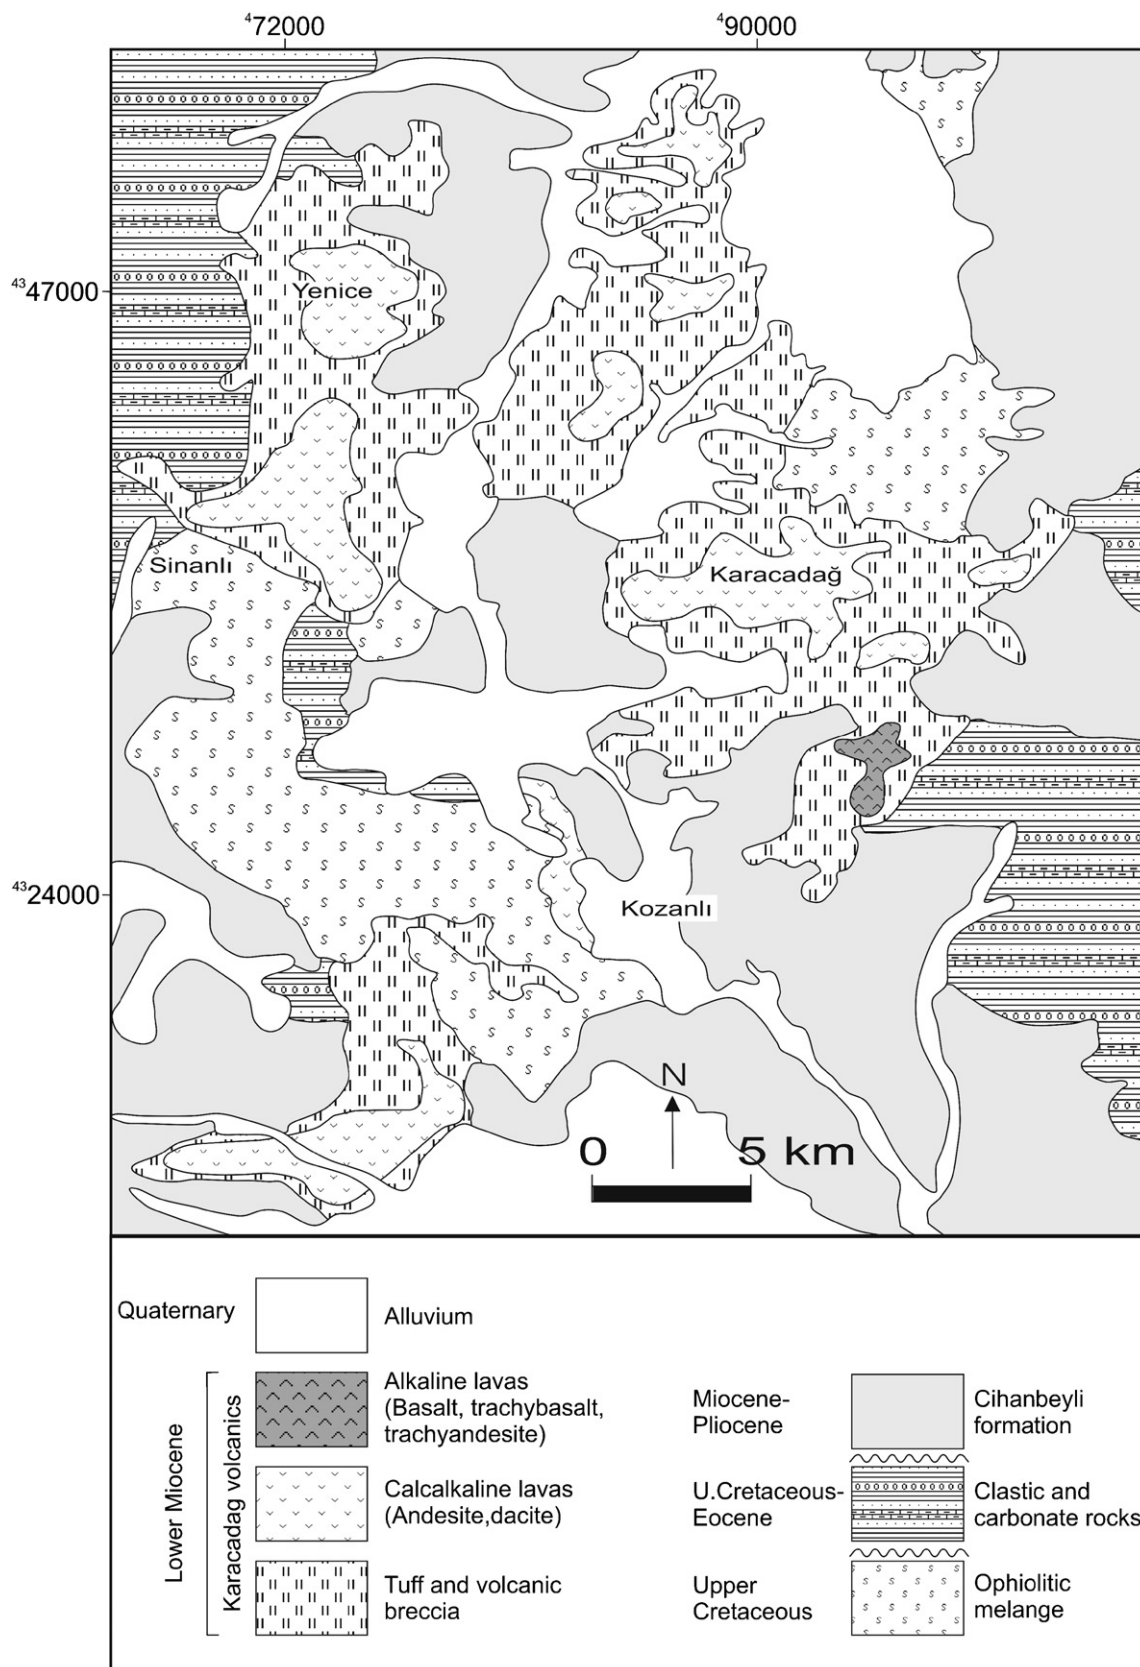 ⁴72000
⁴90000
⁴³47000
Yenice
Sinanlı
Karacadağ
⁴³24000
Kozanlı
N
0
5 km
Quaternary
Alluvium
Lower Miocene
Karacadag volcanics
Alkaline lavas
(Basalt, trachybasalt,
trachyandesite)
Calcalkaline lavas
(Andesite,dacite)
Tuff and volcanic
breccia
Miocene-
Pliocene
Cihanbeyli
formation
U.Cretaceous-
Eocene
Clastic and
carbonate rocks
Upper
Cretaceous
Ophiolitic
melange